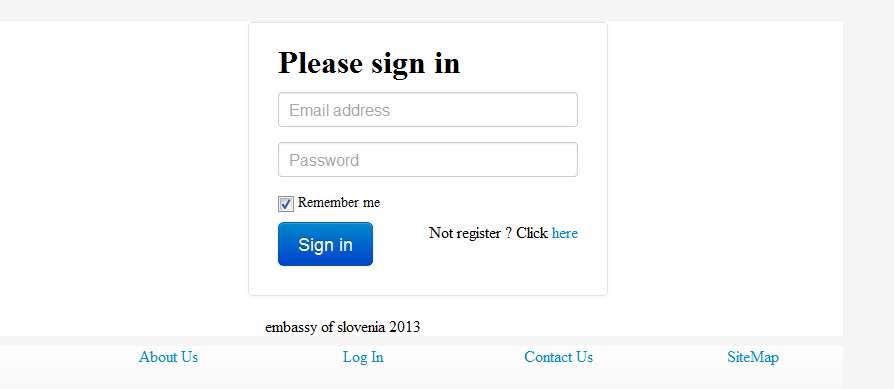 Please sign in
Email address
Password
Remember me
Sign in
Not register ? Click here
embassy of slovenia 2013
About Us Log In Contact Us SiteMap